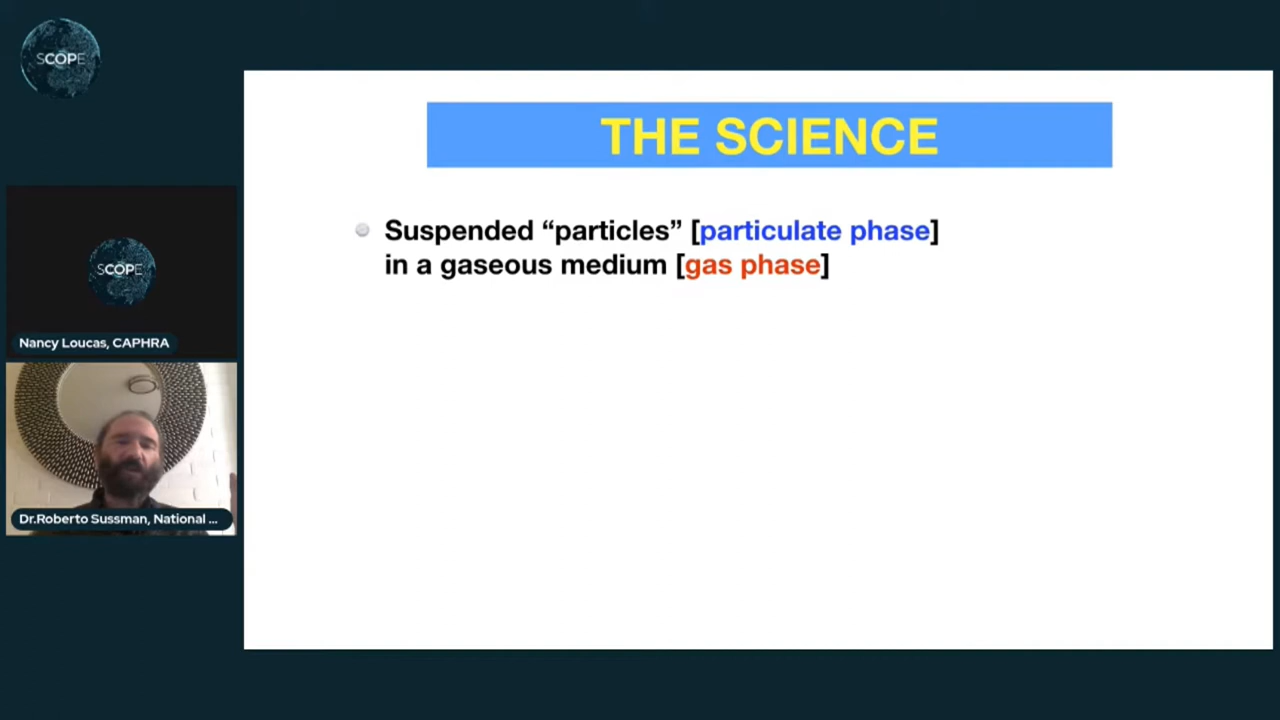 SCOPE
THE SCIENCE
Suspended “particles” [particulate phase]
in a gaseous medium [gas phase]
SCOPE
Nancy Loucas, CAPHRA
Dr.Roberto Sussman, National ...